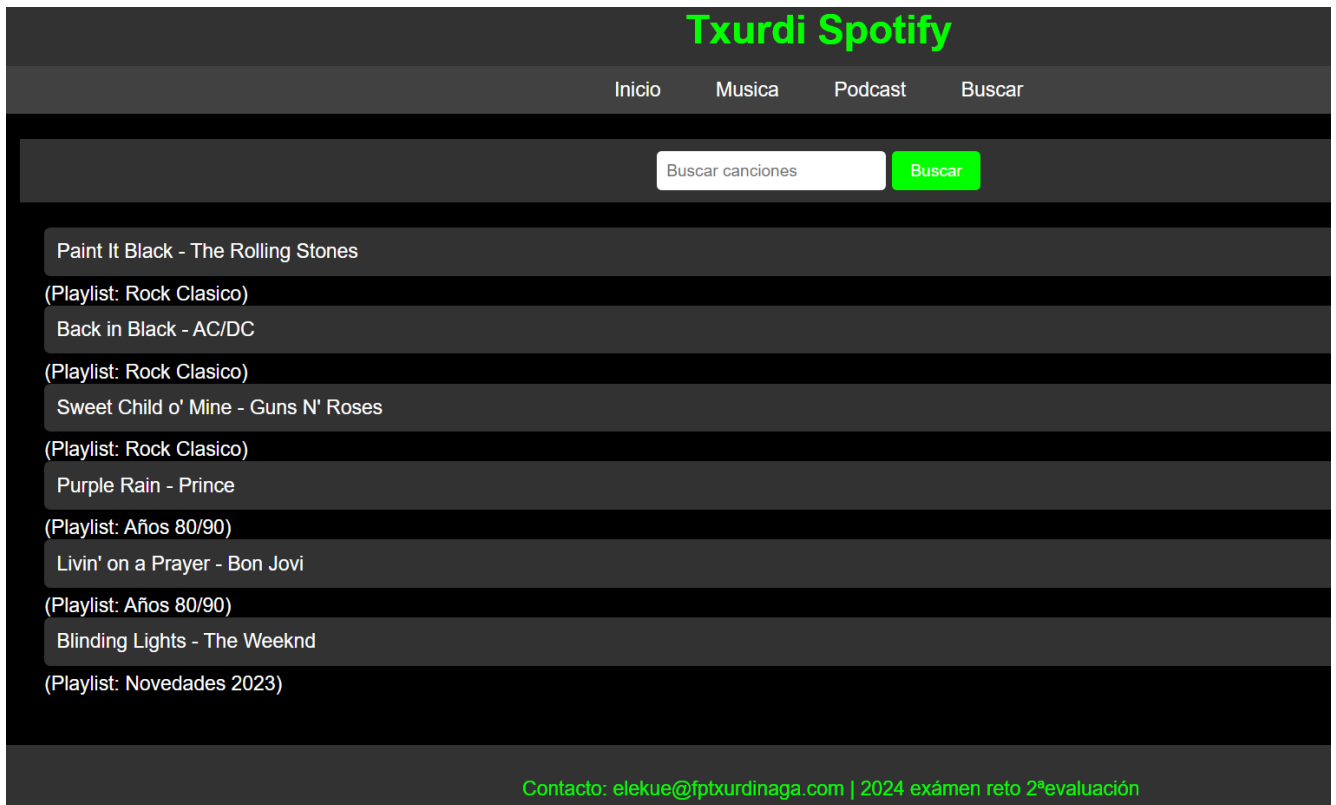 Txurdi Spotify
Inicio Musica Podcast Buscar
Buscar canciones Buscar
Paint It Black - The Rolling Stones
(Playlist: Rock Clasico)
Back in Black - AC/DC
(Playlist: Rock Clasico)
Sweet Child o' Mine - Guns N' Roses
(Playlist: Rock Clasico)
Purple Rain - Prince
(Playlist: Años 80/90)
Livin' on a Prayer - Bon Jovi
(Playlist: Años 80/90)
Blinding Lights - The Weeknd
(Playlist: Novedades 2023)
Contacto: elekue@fptxurdinaga.com | 2024 exámen reto 2ªevaluación